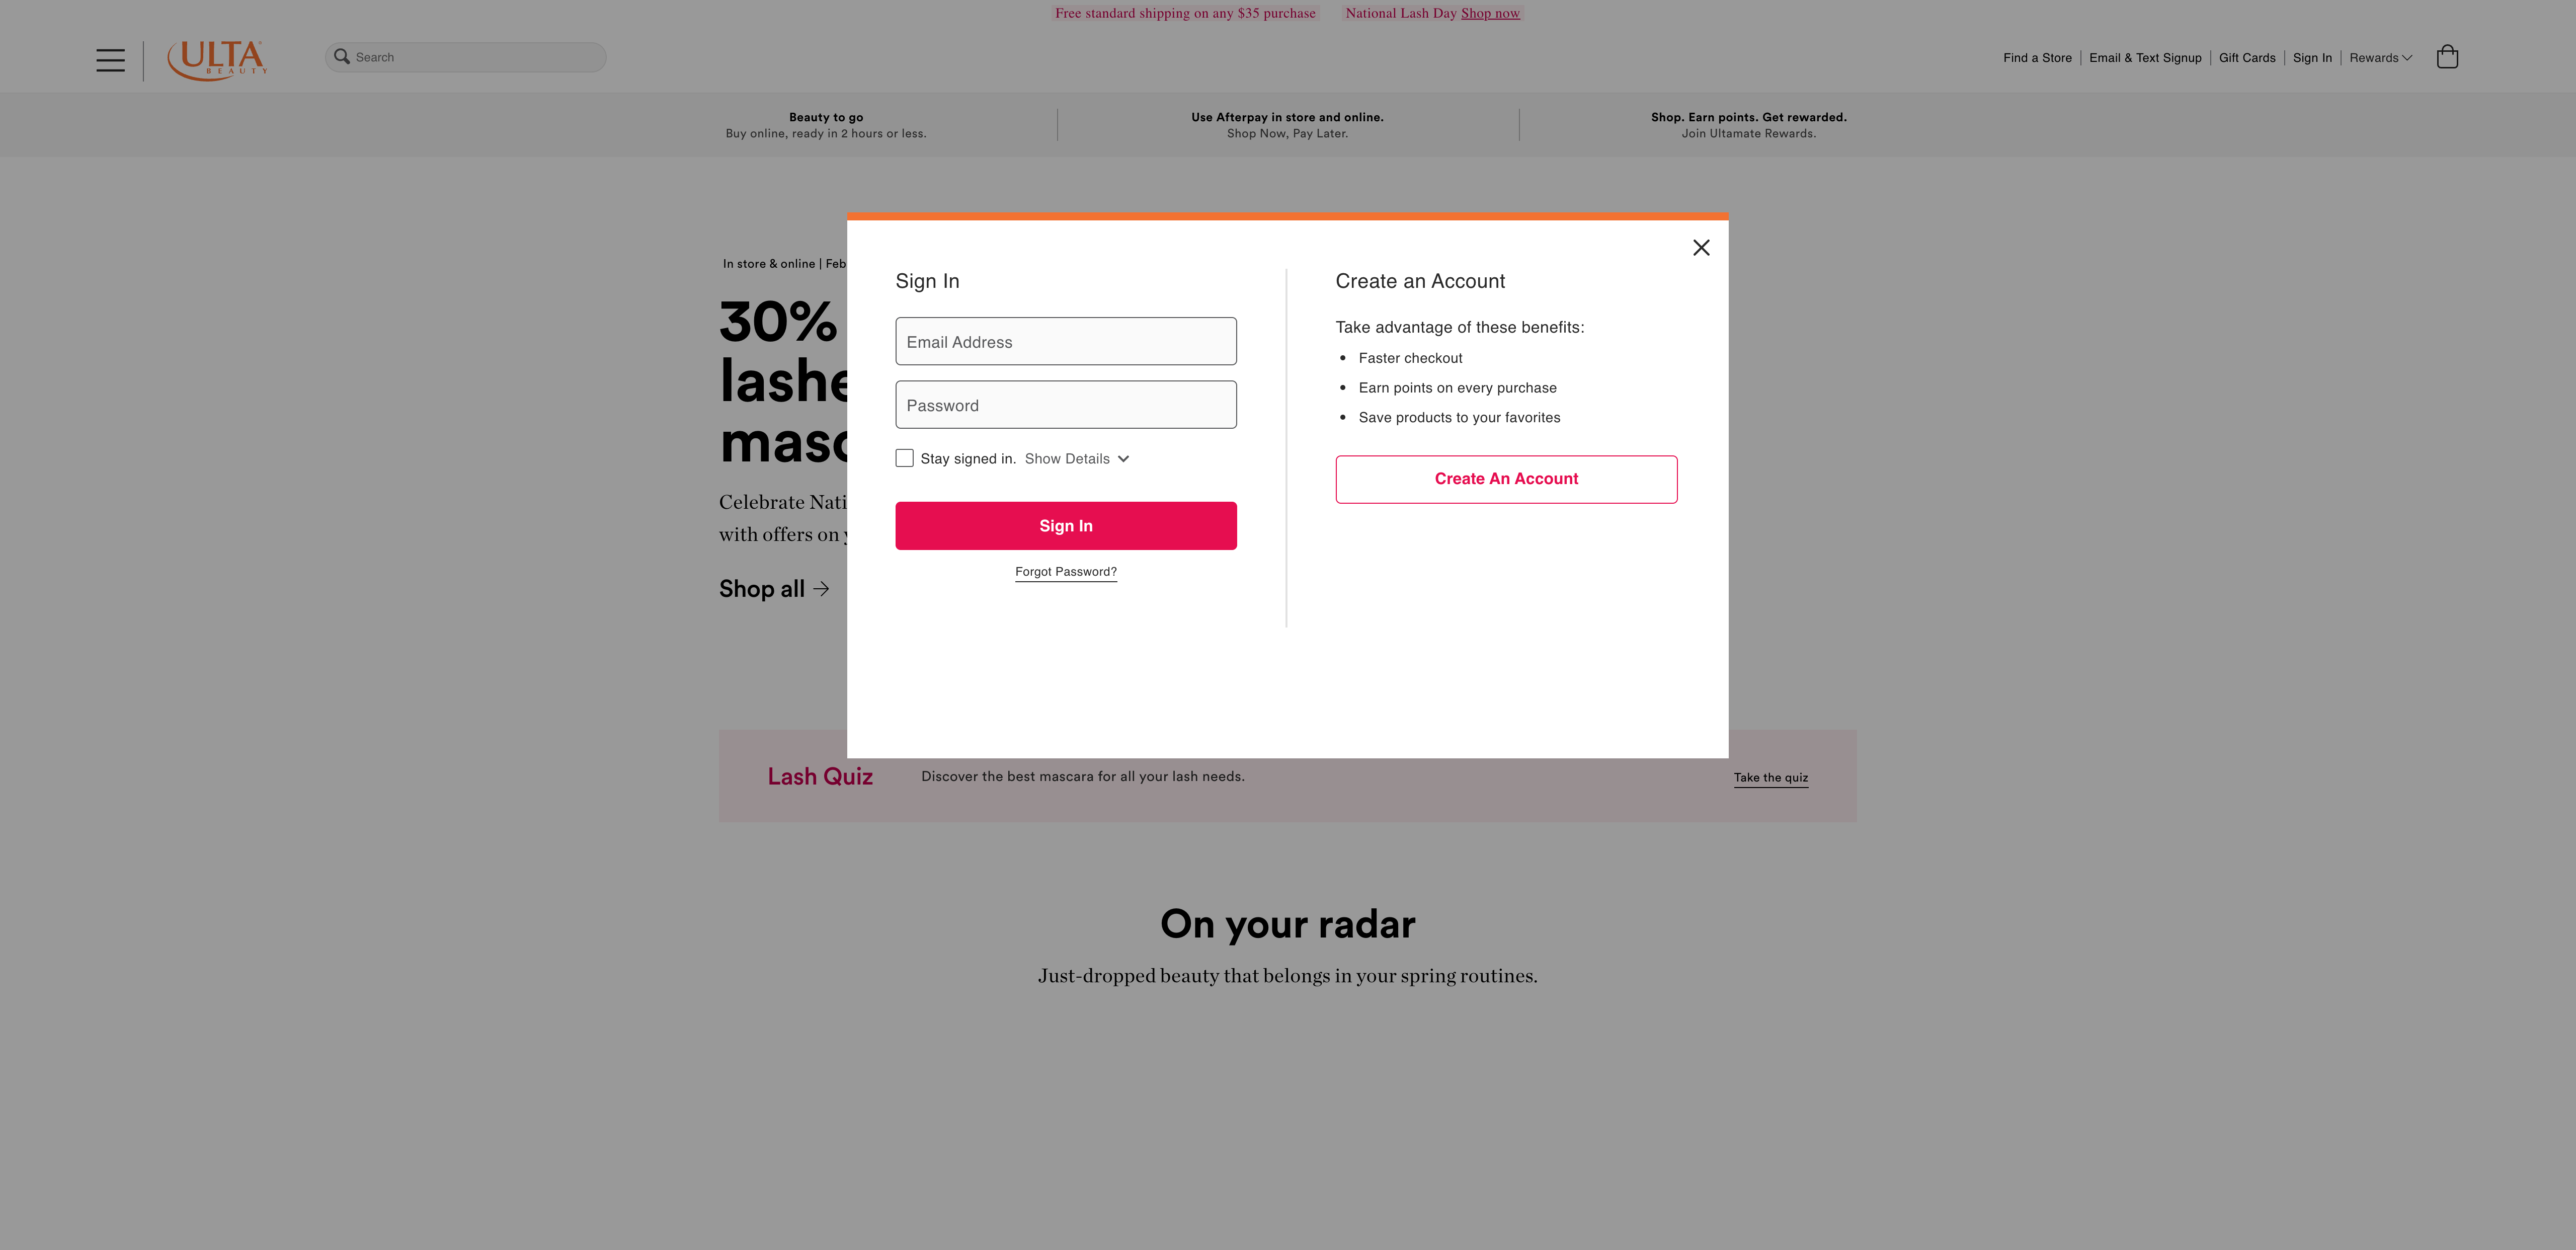 Free standard shipping on any $35 purchase National Lash Day Shop now
ULTA
BEAUTY
Search
Find a Store Email & Text Signup Gift Cards Sign In Rewards
Beauty to go
Buy online, ready in 2 hours or less.
Use Afterpay in store and online.
Shop Now, Pay Later.
Shop. Earn points. Get rewarded.
Join Ultamate Rewards.
In store & online | Feb
30%
lashe
masc
Celebrate Nati
with offers on y
Shop all
Sign In
Email Address
Password
Stay signed in. Show Details
Sign In
Forgot Password?
Create an Account
Take advantage of these benefits:
• Faster checkout
• Earn points on every purchase
• Save products to your favorites
Create An Account
Lash Quiz Discover the best mascara for all your lash needs. Take the quiz
On your radar
Just-dropped beauty that belongs in your spring routines.